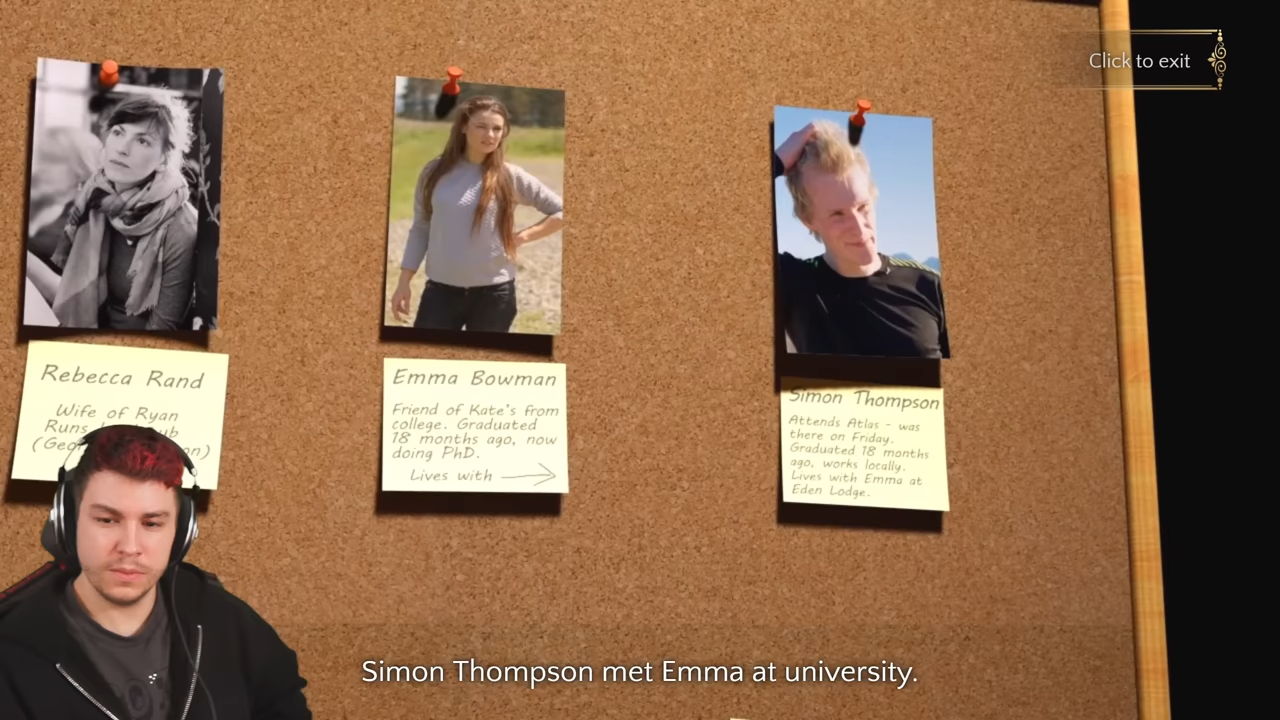 Click to exit
Rebecca Rand
Wife of Ryan
Runs
Emma Bowman
Friend of Kate's from
college. Graduated
18 months ago, now
doing PhD.
Lives with
Simon Thompson
Attends Atlas - was
there on Friday.
Graduated 18 months
ago, works locally.
Lives with Emma at
Eden Lodge.
Simon Thompson met Emma at university.